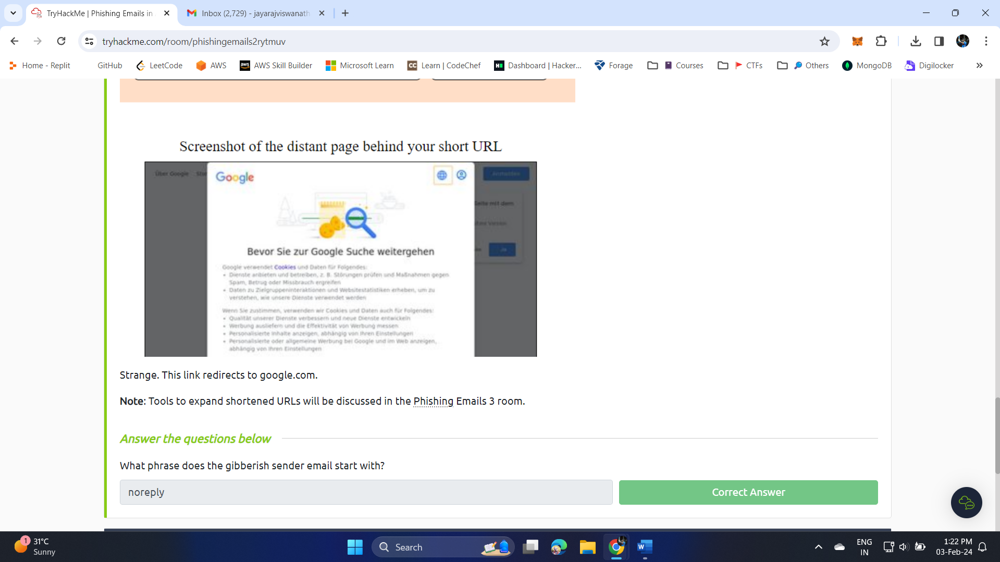 TryHackMe | Phishing Emails in
Inbox (2,729) - jayarajviswanath
tryhackme.com/room/phishingemails2rytmuv
Home - Replit
GitHub
LeetCode
AWS
AWS Skill Builder
Microsoft Learn
Learn | CodeChef
Dashboard | Hacker...
Forage
Courses
CTFs
Others
MongoDB
Digilocker
Screenshot of the distant page behind your short URL
Über Google
Google
Anmelden
Seite mit dem
Bevor Sie zur Google Suche weitergehen
Google verwendet Cookies und Daten für Folgendes:
• Dienste anbieten und betreiben, z. B. Störungen prüfen und Maßnahmen gegen
Spam, Betrug oder Missbrauch ergreifen
• Daten zu Zielgruppeninteraktionen und Websitestatistiken erheben, um zu
verstehen, wie unsere Dienste verwendet werden
Wenn Sie zustimmen, verwenden wir Cookies und Daten auch für Folgendes:
• Qualität unserer Dienste verbessern und neue Dienste entwickeln
• Werbung ausliefern und die Effektivität von Werbung messen
• Personalisierte Inhalte anzeigen, abhängig von Ihren Einstellungen
• Personalisierte oder allgemeine Werbung bei Google und im Web anzeigen,
abhängig von Ihren Einstellungen
Strange. This link redirects to google.com.
Note: Tools to expand shortened URLs will be discussed in the Phishing Emails 3 room.
Answer the questions below
What phrase does the gibberish sender email start with?
noreply
Correct Answer
1
31°C
Sunny
Search
ENG
IN
1:22 PM
03-Feb-24